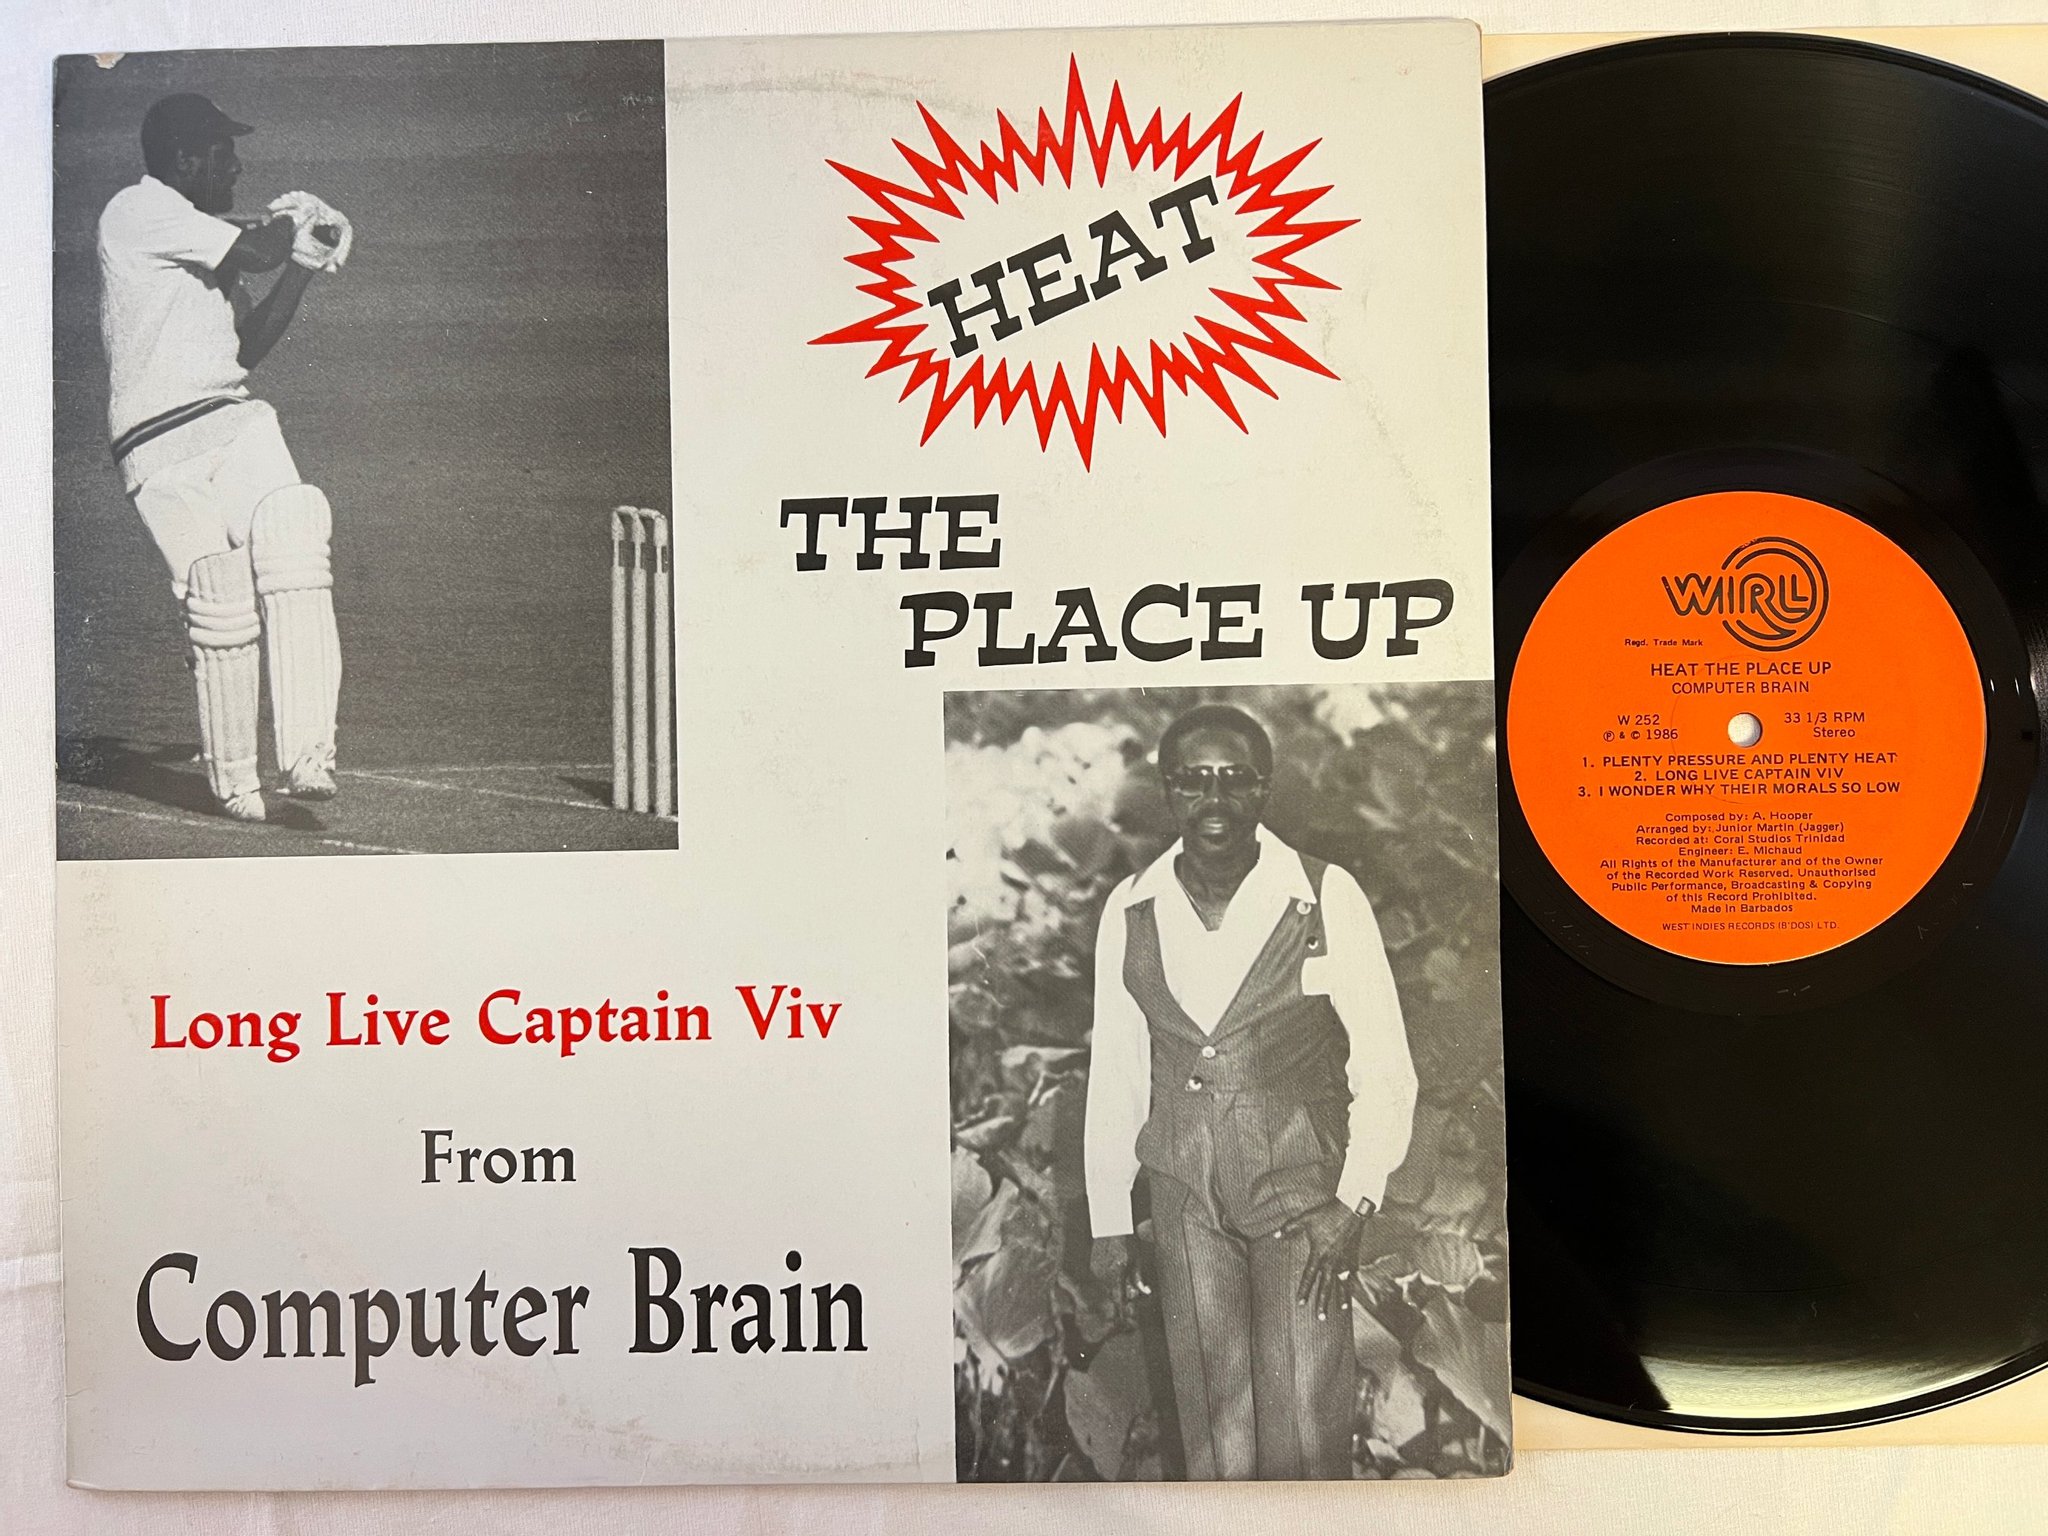 HEAT
THE
PLACE UP
Long Live Captain Viv
From
Computer Brain
WIRL
Regd. Trade Mark
HEAT THE PLACE UP
COMPUTER BRAIN
W 252
℗ & © 1986
33 1/3 RPM
Stereo
1. PLENTY PRESSURE AND PLENTY HEAT
2. LONG LIVE CAPTAIN VIV
3. I WONDER WHY THEIR MORALS SO LOW
Composed by: A. Hooper
Arranged by: Junior Martin (Jagger)
Recorded at: Coral Studios Trinidad
Engineer: E. Michaud
All Rights of the Manufacturer and of the Owner
of the Recorded Work Reserved. Unauthorised
Public Performance, Broadcasting & Copying
of this Record Prohibited.
Made in Barbados
WEST INDIES RECORDS (B'DOS) LTD.